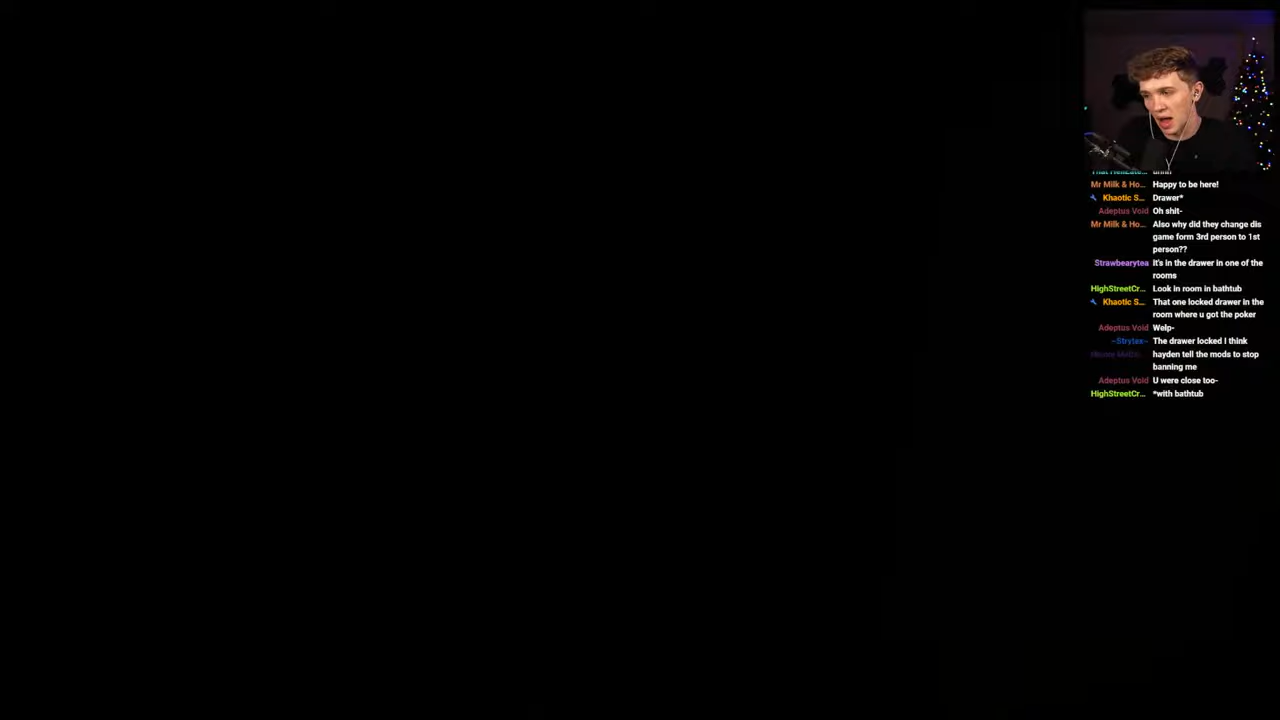 Mr Milk & Ho... Happy to be here!
Khaotic S... Drawer*
Adeptus Void Oh shit-
Mr Milk & Ho... Also why did they change dis
game form 3rd person to 1st
person??
Strawbearytea It's in the drawer in one of the
rooms
HighStreetCr... Look in room in bathtub
Khaotic S... That one locked drawer in the
room where u got the poker
Adeptus Void Welp-
~Strytex~ The drawer locked I think
hayden tell the mods to stop
banning me
Adeptus Void U were close too-
HighStreetCr... *with bathtub